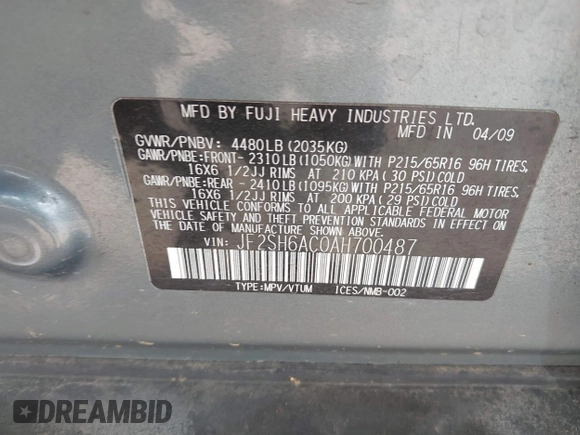 MFD BY FUJI HEAVY INDUSTRIES LTD.
MFD IN 04/09
GVWR/PNBV: 4480LB (2035KG)
GAWR/PNBE:FRONT- 2310LB (1050KG) WITH P215/65R16 96H TIRES,
16X6 1/2JJ RIMS AT 210 KPA ( 30 PSI) COLD
GAWR/PNBE:REAR - 2410LB (1095KG) WITH P215/65R16 96H TIRES,
16X6 1/2JJ RIMS AT 200 KPA ( 29 PSI) COLD
THIS VEHICLE CONFORMS TO ALL APPLICABLE FEDERAL MOTOR
VEHICLE SAFETY AND THEFT PREVENTION STANDARDS IN EFFECT
ON THE DATE OF MANUFACTURE SHOWN ABOVE.
VIN: JF2SH6AC0AH700487
TYPE:MPV/VTUM ICES/NMB-002
DREAMBID